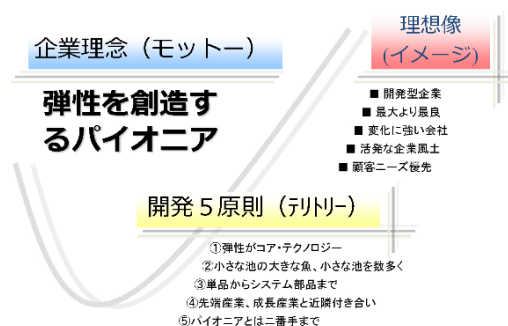 企業理念（モットー）
弾性を創造す
るパイオニア
理想像
(イメージ)
■ 開発型企業
■ 最大より最良
■ 変化に強い会社
■ 活発な企業風土
■ 顧客ニーズ優先
開発５原則（ﾃﾘﾄﾘｰ）
①弾性がコア・テクノロジー
②小さな池の大きな魚、小さな池を数多く
③単品からシステム部品まで
④先端産業、成長産業と近隣付き合い
⑤パイオニアとは二番手まで